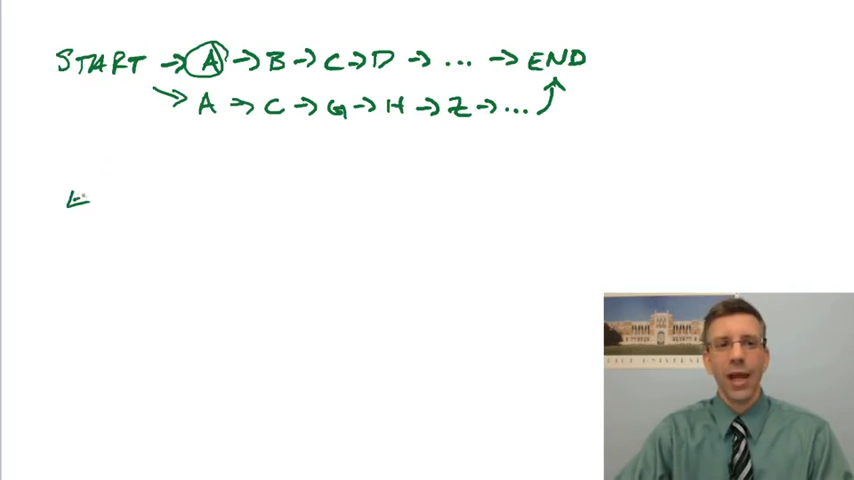 START → A → B → C → D → ... → END
→ A → C → G → H → Z → ...